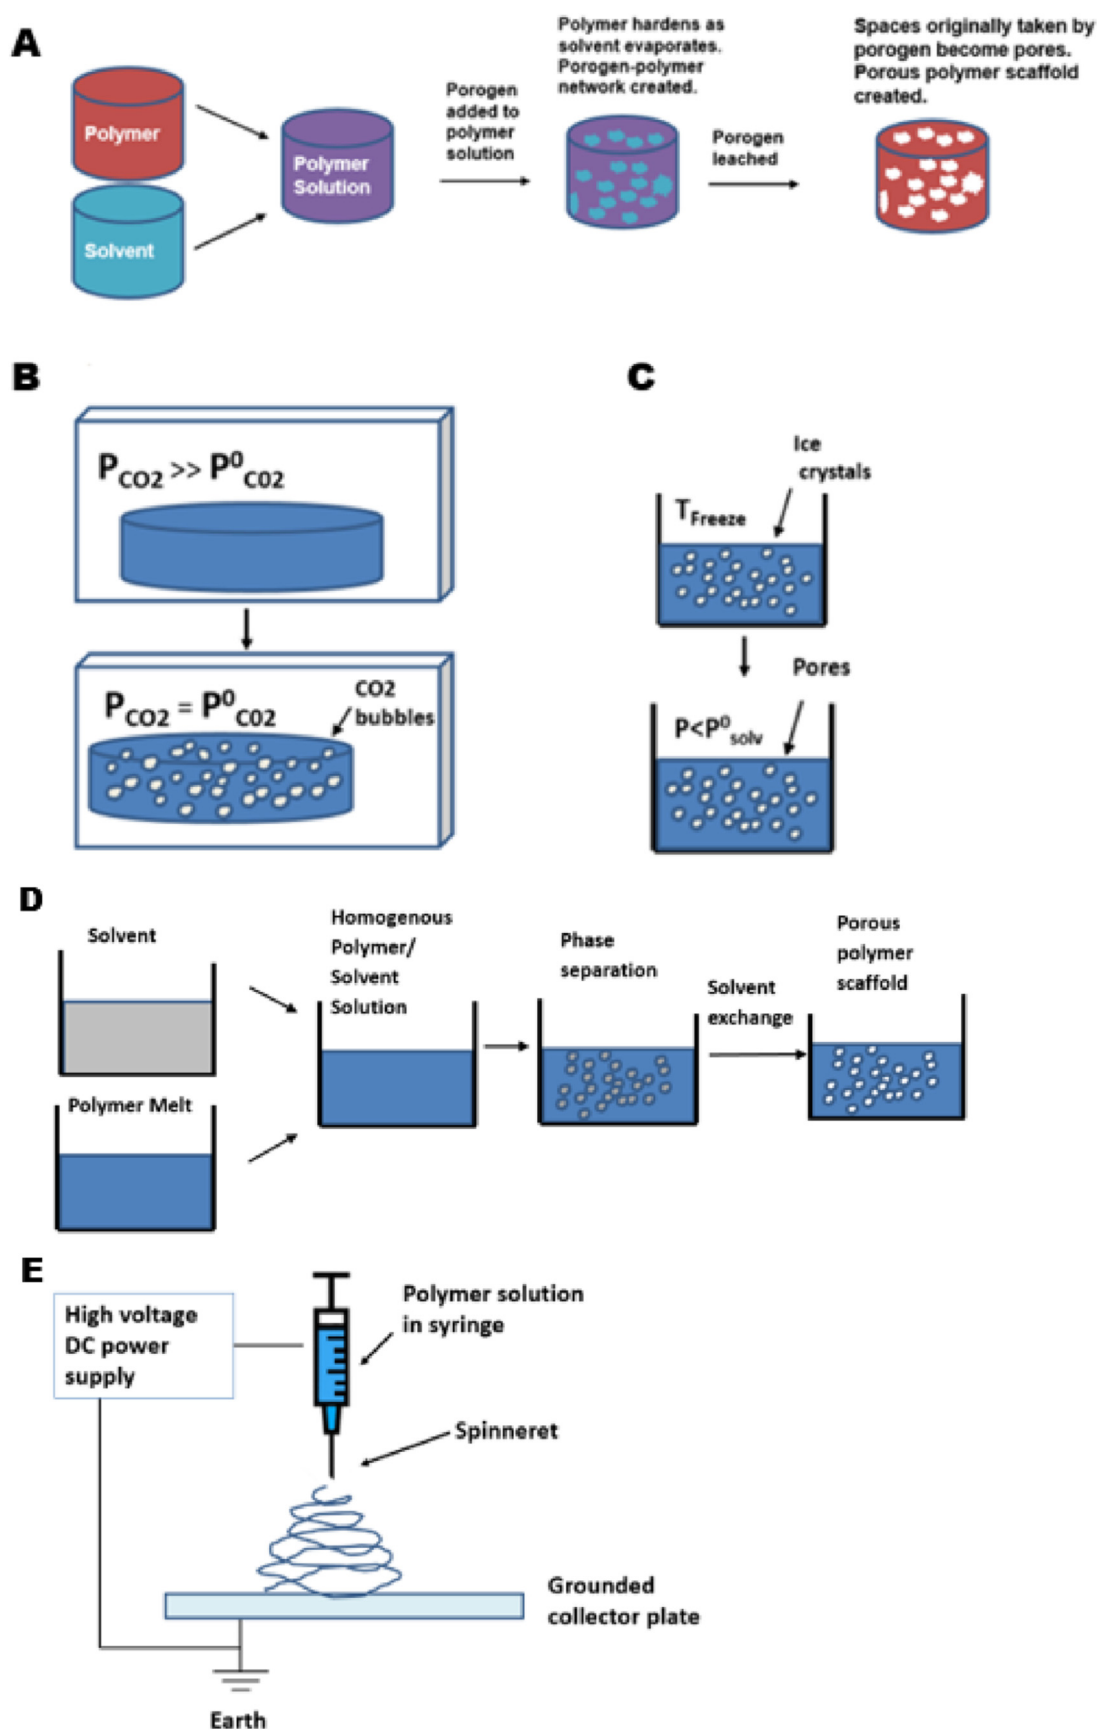 A
Polymer
Solvent
Polymer
Solution
Porogen
added to
polymer
solution
Polymer hardens as
solvent evaporates.
Porogen-polymer
network created.
Porogen
leached
Spaces originally taken by
porogen become pores.
Porous polymer scaffold
created.
B
PCO2 >> P0C02
PCO2 = P0C02
CO2
bubbles
C
Ice
crystals
TFreeze
Pores
P<P0solv
D
Solvent
Polymer Melt
Homogenous
Polymer/
Solvent
Solution
Phase
separation
Solvent
exchange
Porous
polymer
scaffold
E
High voltage
DC power
supply
Polymer solution
in syringe
Spinneret
Grounded
collector plate
Earth